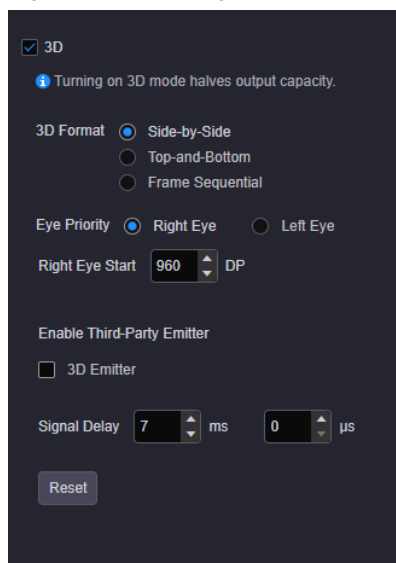 3D
Turning on 3D mode halves output capacity.
3D Format Side-by-Side
Top-and-Bottom
Frame Sequential
Eye Priority Right Eye Left Eye
Right Eye Start 960 DP
Enable Third-Party Emitter
3D Emitter
Signal Delay 7 ms 0 μs
Reset